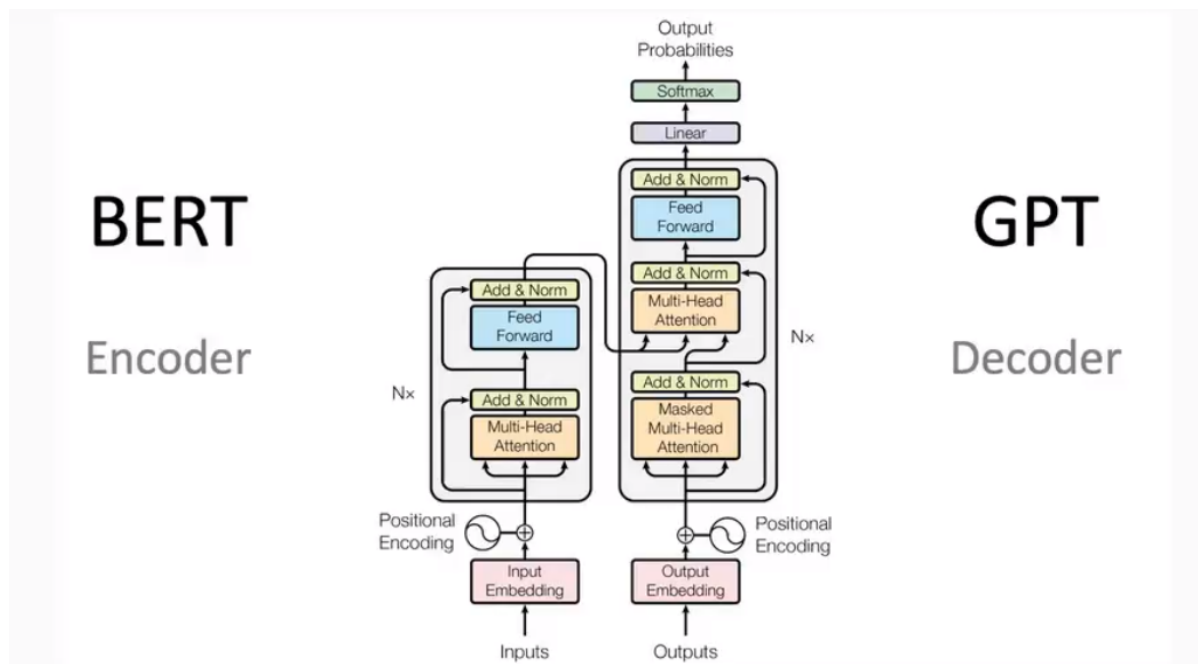 Output
Probabilities
Softmax
Linear
Add & Norm
Feed
Forward
Add & Norm
Multi-Head
Attention
Add & Norm
Masked
Multi-Head
Attention
Nx
Positional
Encoding
Output
Embedding
Outputs
BERT
Encoder
Add & Norm
Feed
Forward
Nx
Add & Norm
Multi-Head
Attention
Positional
Encoding
Input
Embedding
Inputs
GPT
Decoder